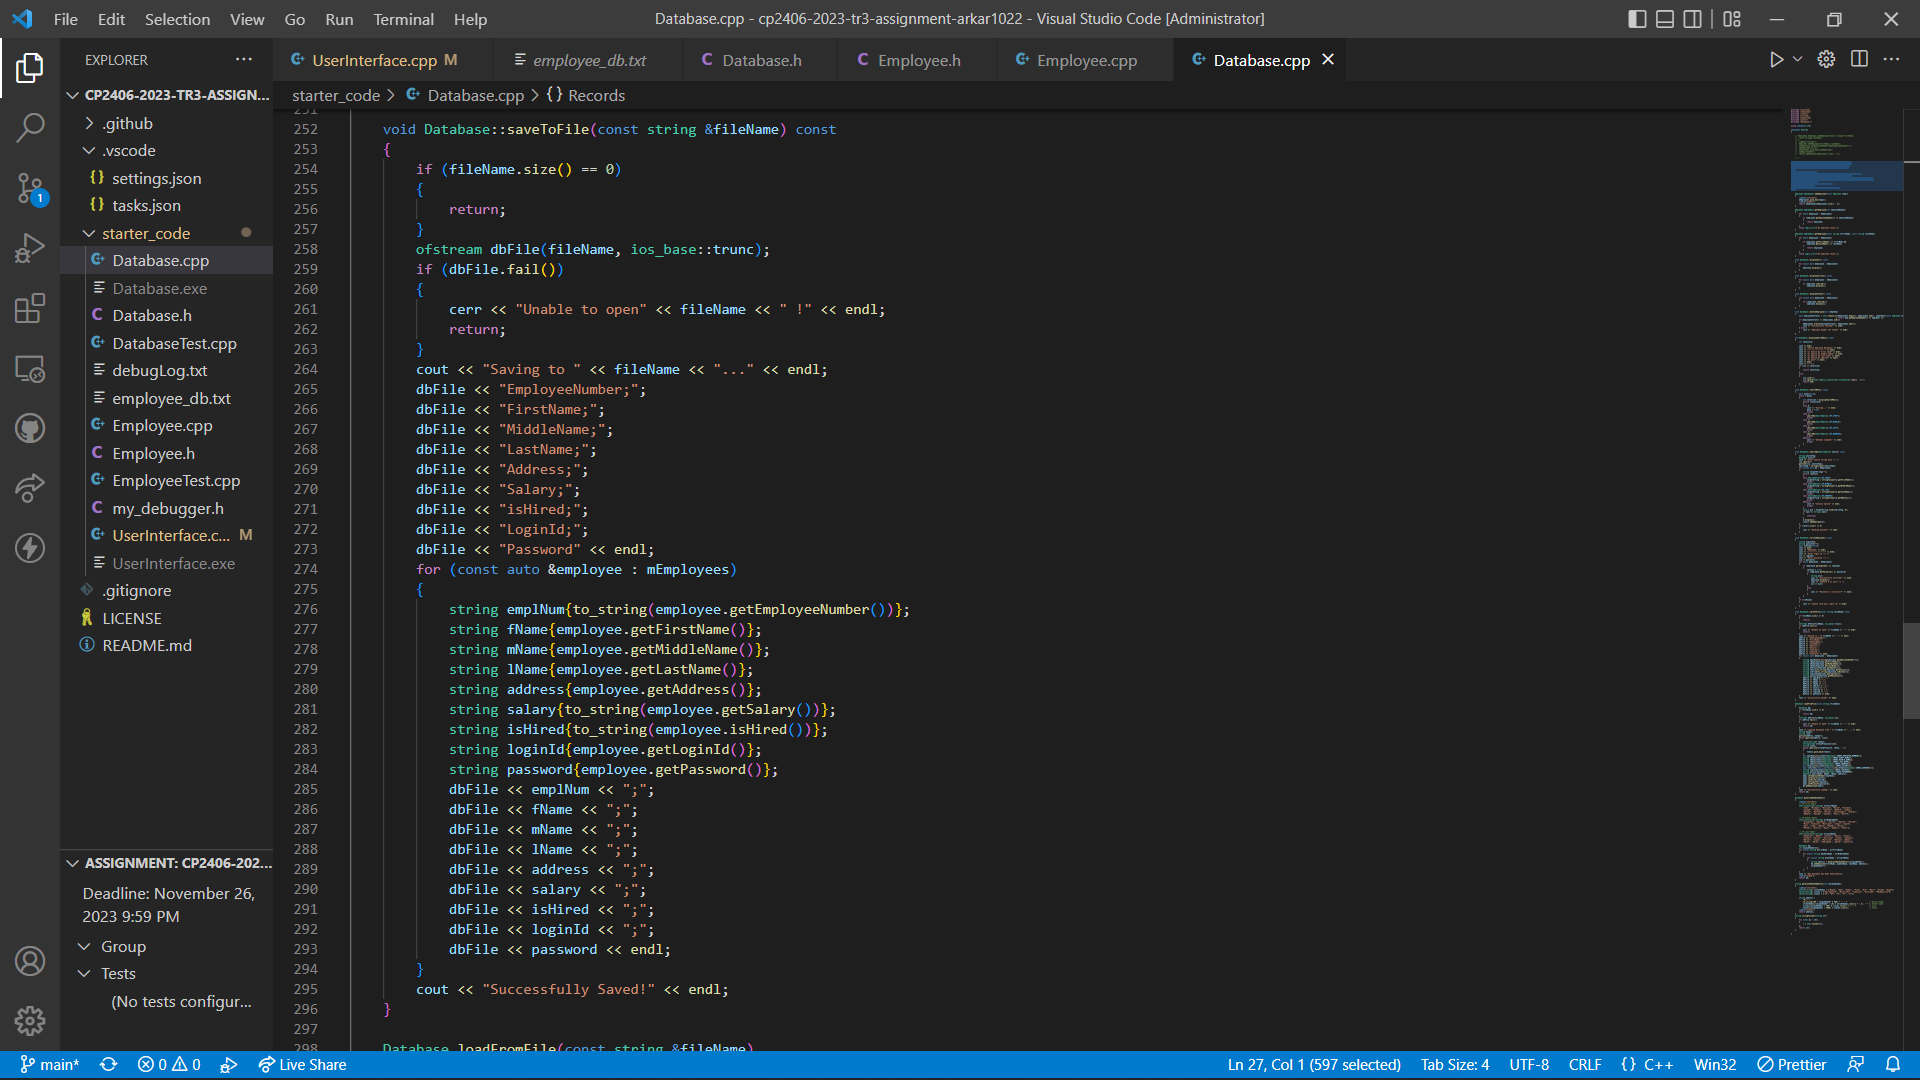 File Edit Selection View Go Run Terminal Help
Database.cpp - cp2406-2023-tr3-assignment-arkar1022 - Visual Studio Code [Administrator]
EXPLORER
UserInterface.cpp M
employee_db.txt
Database.h
Employee.h
Employee.cpp
Database.cpp
CP2406-2023-TR3-ASSIGN...
.github
.vscode
settings.json
tasks.json
starter_code
Database.cpp
Database.exe
Database.h
DatabaseTest.cpp
debugLog.txt
employee_db.txt
Employee.cpp
Employee.h
EmployeeTest.cpp
my_debugger.h
UserInterface.c... M
UserInterface.exe
.gitignore
LICENSE
README.md
1
ASSIGNMENT: CP2406-202...
Deadline: November 26,
2023 9:59 PM
Group
Tests
(No tests configur...
starter_code > Database.cpp > {} Records
251
252 void Database::saveToFile(const string &fileName) const
253 {
254 if (fileName.size() == 0)
255 {
256 return;
257 }
258 ofstream dbFile(fileName, ios_base::trunc);
259 if (dbFile.fail())
260 {
261 cerr << "Unable to open" << fileName << " !" << endl;
262 return;
263 }
264 cout << "Saving to " << fileName << "..." << endl;
265 dbFile << "EmployeeNumber;";
266 dbFile << "FirstName;";
267 dbFile << "MiddleName;";
268 dbFile << "LastName;";
269 dbFile << "Address;";
270 dbFile << "Salary;";
271 dbFile << "isHired;";
272 dbFile << "LoginId;";
273 dbFile << "Password" << endl;
274 for (const auto &employee : mEmployees)
275 {
276 string emplNum{to_string(employee.getEmployeeNumber())};
277 string fName{employee.getFirstName()};
278 string mName{employee.getMiddleName()};
279 string lName{employee.getLastName()};
280 string address{employee.getAddress()};
281 string salary{to_string(employee.getSalary())};
282 string isHired{to_string(employee.isHired())};
283 string loginId{employee.getLoginId()};
284 string password{employee.getPassword()};
285 dbFile << emplNum << ";";
286 dbFile << fName << ";";
287 dbFile << mName << ";";
288 dbFile << lName << ";";
289 dbFile << address << ";";
290 dbFile << salary << ";";
291 dbFile << isHired << ";";
292 dbFile << loginId << ";";
293 dbFile << password << endl;
294 }
295 cout << "Successfully Saved!" << endl;
296 }
297
298 Database loadFromFile(const string &fileName)
main* 0 0 Live Share
Ln 27, Col 1 (597 selected) Tab Size: 4 UTF-8 CRLF {} C++ Win32 Prettier